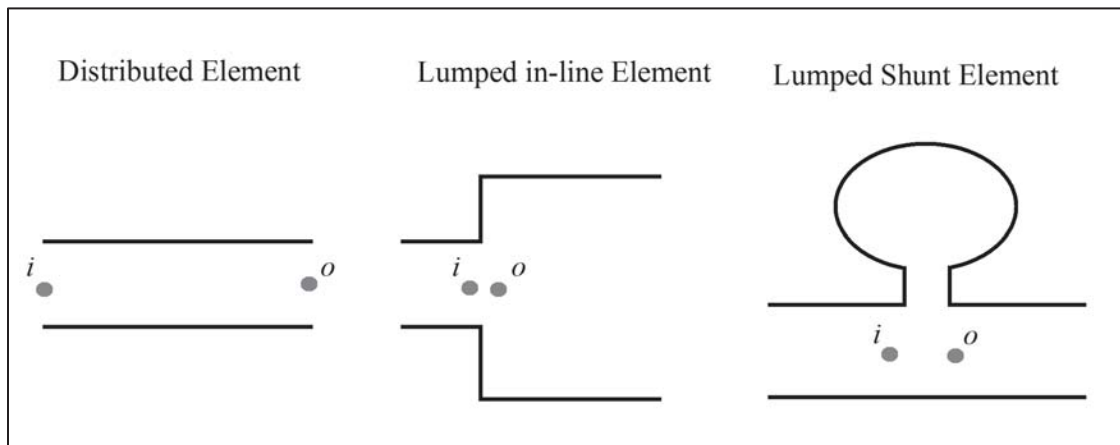 Distributed Element
Lumped in-line Element
Lumped Shunt Element
i
o
i
o
i
o